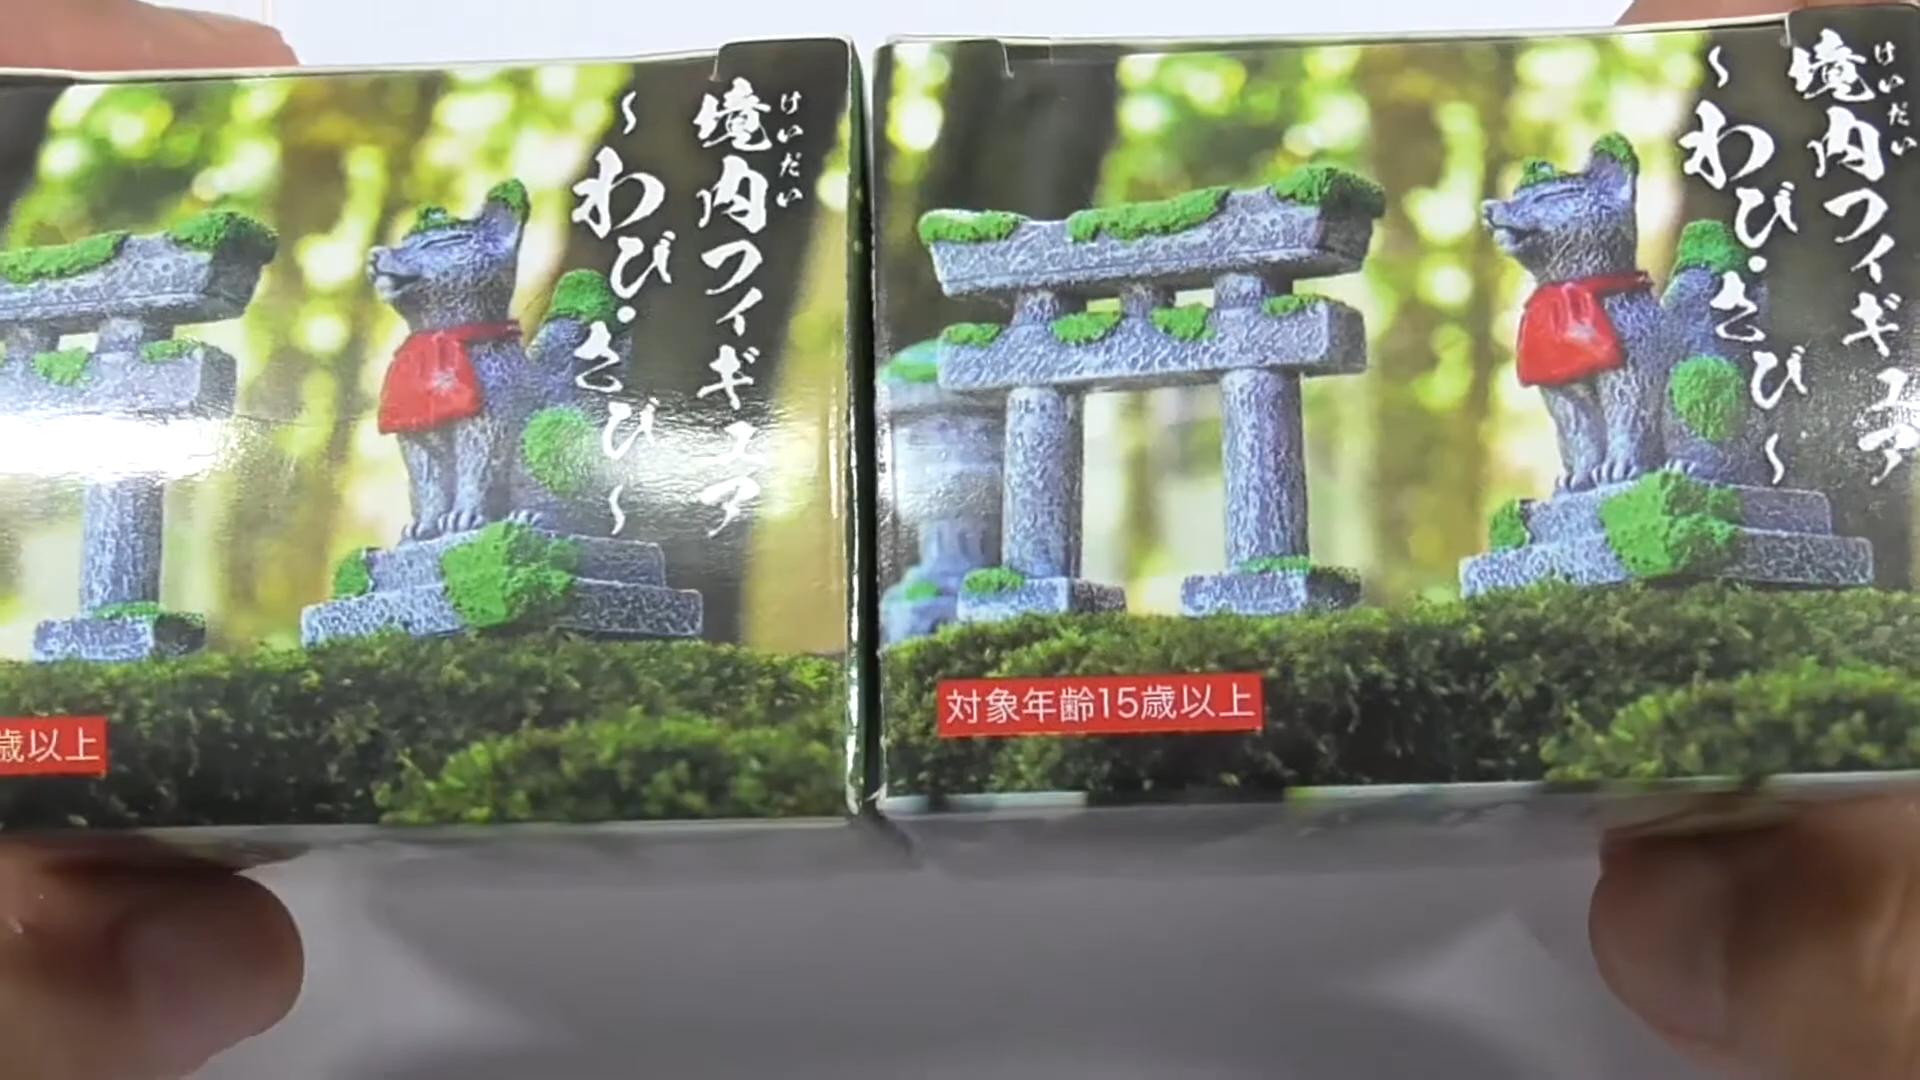 けいだい
境内フィギュア
～わび・さび～
歳以上
けいだい
境内フィギュア
～わび・さび～
対象年齢15歳以上